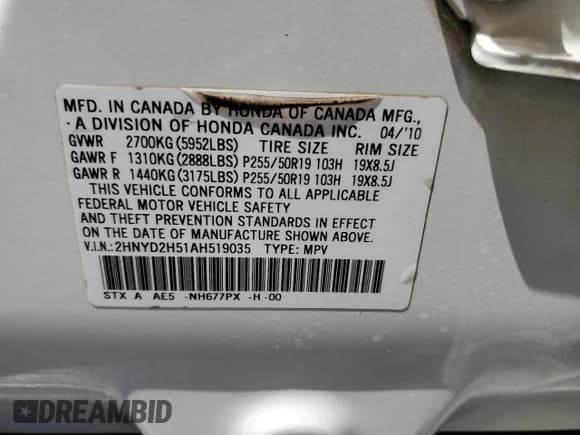 MFD. IN CANADA BY HONDA OF CANADA MFG.,
A DIVISION OF HONDA CANADA INC. 04/'10
GVWR 2700KG (5952LBS) TIRE SIZE RIM SIZE
GAWR F 1310KG (2888LBS) P255/50R19 103H 19X8.5J
GAWR R 1440KG (3175LBS) P255/50R19 103H 19X8.5J
THIS VEHICLE CONFORMS TO ALL APPLICABLE
FEDERAL MOTOR VEHICLE SAFETY
AND THEFT PREVENTION STANDARDS IN EFFECT
ON THE DATE OF MANUFACTURE SHOWN ABOVE.
V.I.N.: 2HNYD2H51AH519035 TYPE: MPV
STX A AE5 -NH677PX -H -00
DREAMBID